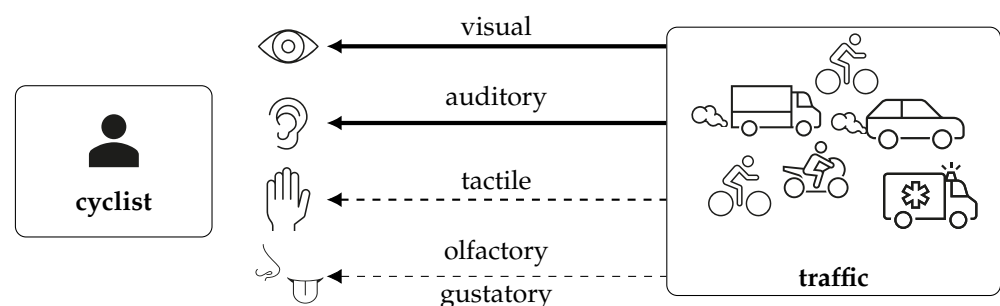 visual
auditory
tactile
olfactory
gustatory
cyclist
traffic